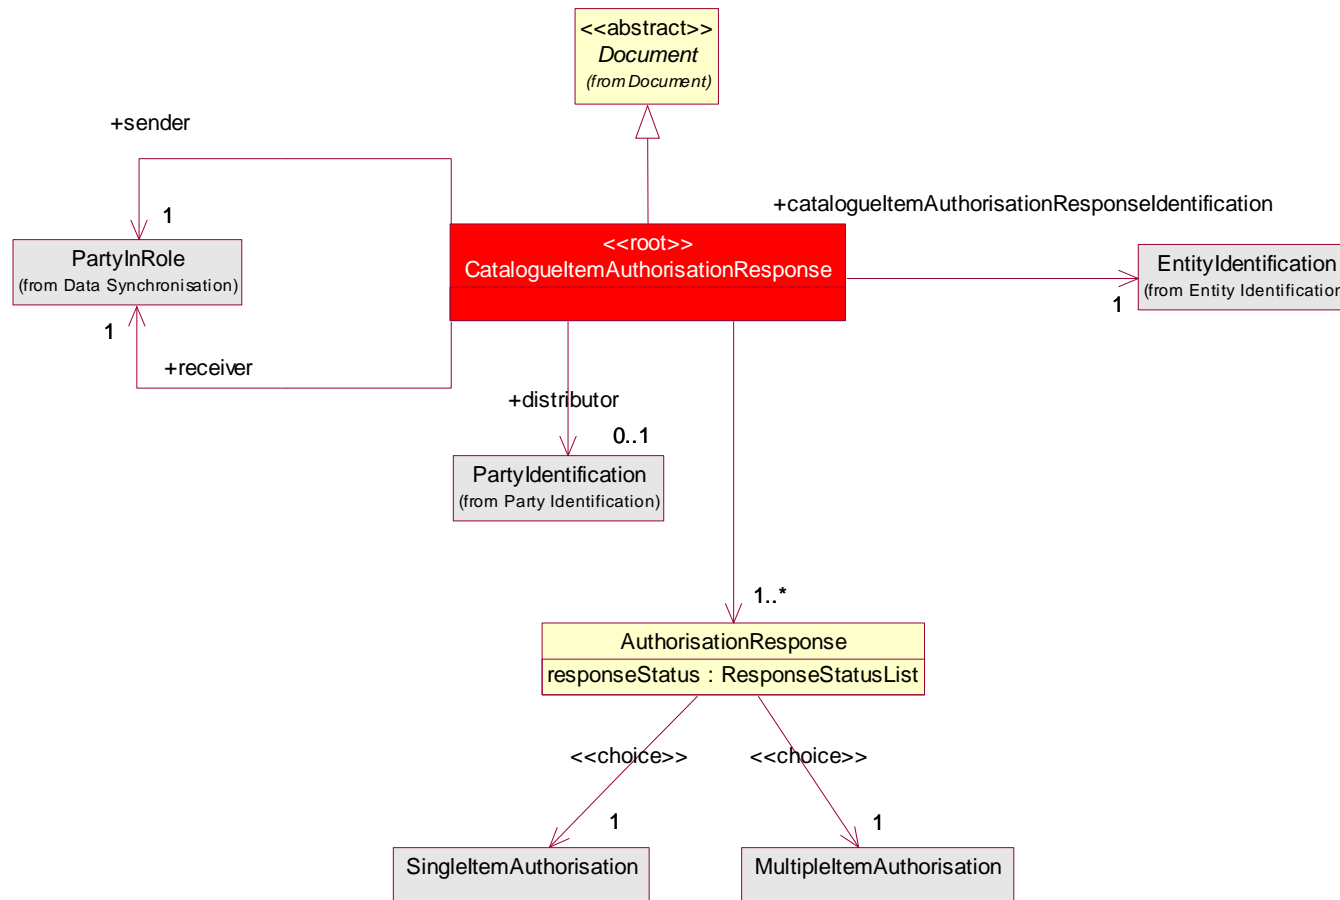 <<abstract>>
Document
(from Document)
+sender
+catalogueItemAuthorisationResponseIdentification
1
<<root>>
CatalogueItemAuthorisationResponse
PartyInRole
(from Data Synchronisation)
EntityIdentification
(from Entity Identification
1
1
+receiver
+distributor
0..1
PartyIdentification
(from Party Identification)
1..*
AuthorisationResponse
responseStatus : ResponseStatusList
<<choice>>
<<choice>>
1
1
SingleItemAuthorisation
MultipleItemAuthorisation